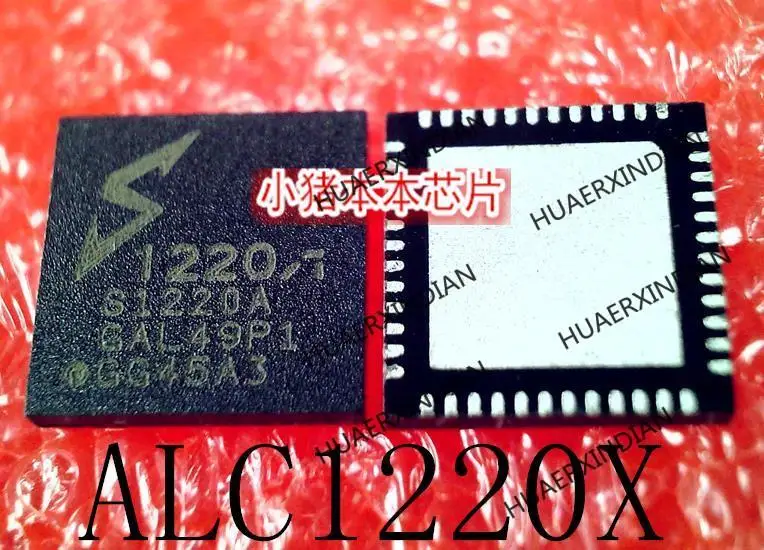 1220A
S1220A
GAL49P1
GG45A3
小猪本本芯片
HUAERXINDIAN
HUAERXINDIAN
HUAERXINDIAN
HUAERXINDIAN
HUAERXINDIAN
ALC1220X